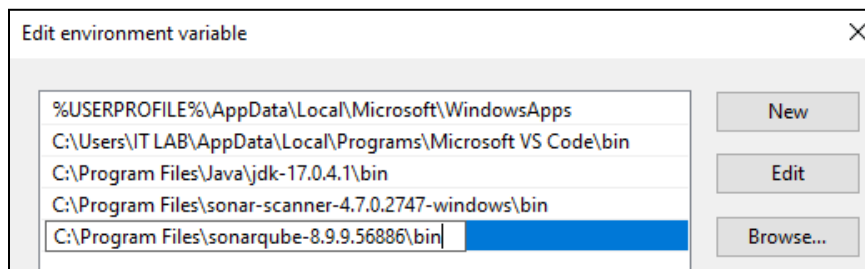 Edit environment variable
%USERPROFILE%\AppData\Local\Microsoft\WindowsApps
New
C:\Users\IT LAB\AppData\Local\Programs\Microsoft VS Code\bin
C:\Program Files\Java\jdk-17.0.4.1\bin
Edit
C:\Program Files\sonar-scanner-4.7.0.2747-windows\bin
C:\Program Files\sonarqube-8.9.9.56886\bin
Browse...